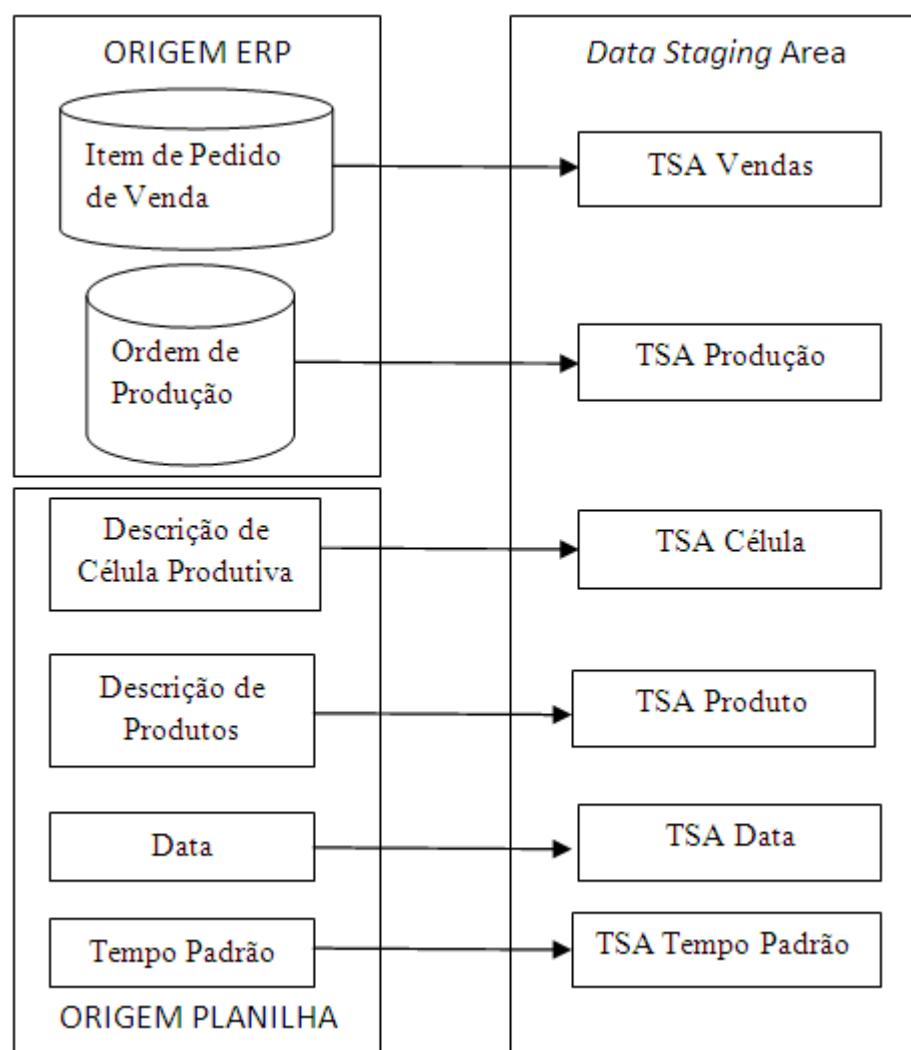 ORIGEM ERP
Item de Pedido
de Venda
Ordem de
Produção
Descrição de
Célula Produtiva
Descrição de
Produtos
Data
Tempo Padrão
ORIGEM PLANILHA
Data Staging Area
TSA Vendas
TSA Produção
TSA Célula
TSA Produto
TSA Data
TSA Tempo Padrão